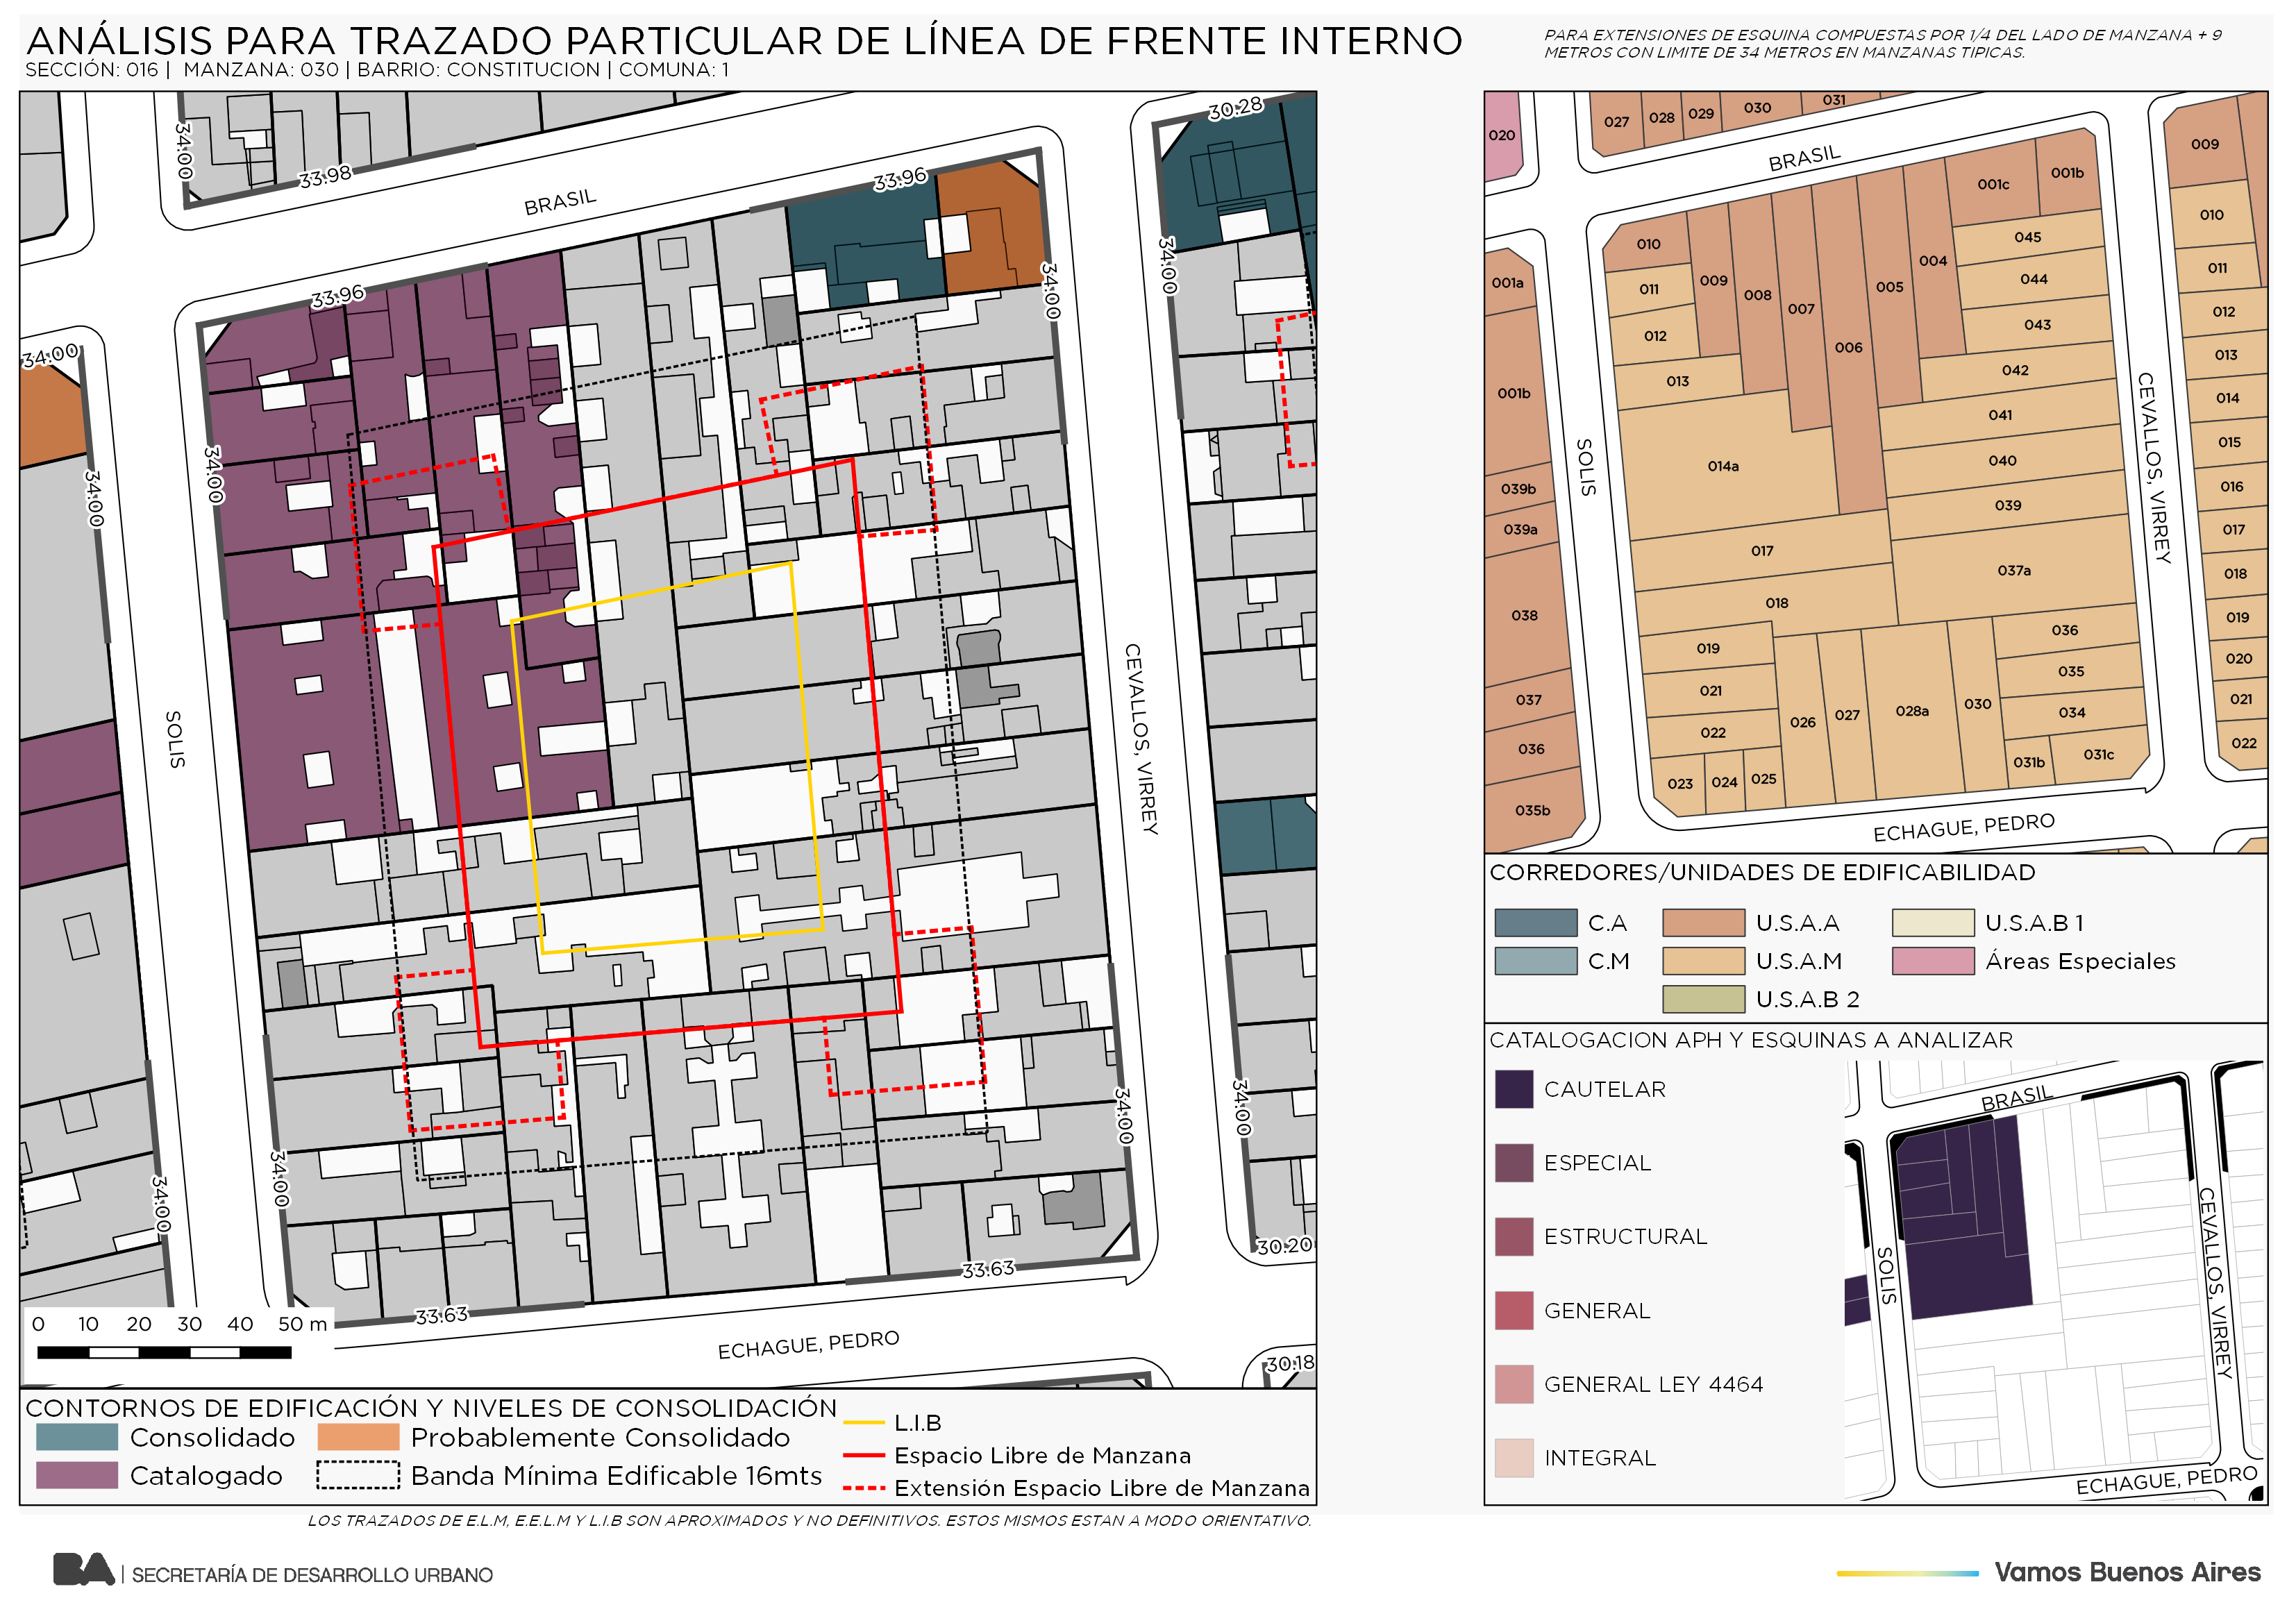 ANÁLISIS PARA TRAZADO PARTICULAR DE LÍNEA DE FRENTE INTERNO
SECCIÓN: 016 | MANZANA: 030 | BARRIO: CONSTITUCION | COMUNA: 1
PARA EXTENSIONES DE ESQUINA COMPUESTAS POR 1/4 DEL LADO DE MANZANA + 9
METROS CON LIMITE DE 34 METROS EN MANZANAS TIPICAS.
34.00
33.98
BRASIL
33.96
30.28
34.00
34.00
33.96
34.00
34.00
34.00
SOLIS
CEVALLOS, VIRREY
34.00
34.00
34.00
34.00
33.63
33.63
30.20
30.18
ECHAGUE, PEDRO
0 10 20 30 40 50 m
CONTORNOS DE EDIFICACIÓN Y NIVELES DE CONSOLIDACIÓN
Consolidado
Probablemente Consolidado
Catalogado
Banda Mínima Edificable 16mts
L.I.B
Espacio Libre de Manzana
Extensión Espacio Libre de Manzana
LOS TRAZADOS DE E.L.M, E.E.L.M Y L.I.B SON APROXIMADOS Y NO DEFINITIVOS. ESTOS MISMOS ESTAN A MODO ORIENTATIVO.
020
027
028
029
030
031
BRASIL
001c
001b
009
010
011
012
013
014
015
016
017
018
019
020
021
022
001a
001b
039b
039a
038
037
036
035b
SOLIS
010
011
012
013
009
008
007
006
005
004
045
044
043
042
041
040
039
014a
017
018
037a
019
021
022
023
024
025
026
027
028a
030
036
035
034
031b
031c
CEVALLOS, VIRREY
ECHAGUE, PEDRO
CORREDORES/UNIDADES DE EDIFICABILIDAD
C.A
U.S.A.A
U.S.A.B 1
C.M
U.S.A.M
Áreas Especiales
U.S.A.B 2
CATALOGACION APH Y ESQUINAS A ANALIZAR
CAUTELAR
ESPECIAL
ESTRUCTURAL
GENERAL
GENERAL LEY 4464
INTEGRAL
BRASIL
SOLIS
CEVALLOS, VIRREY
ECHAGUE, PEDRO
BA | SECRETARÍA DE DESARROLLO URBANO
Vamos Buenos Aires